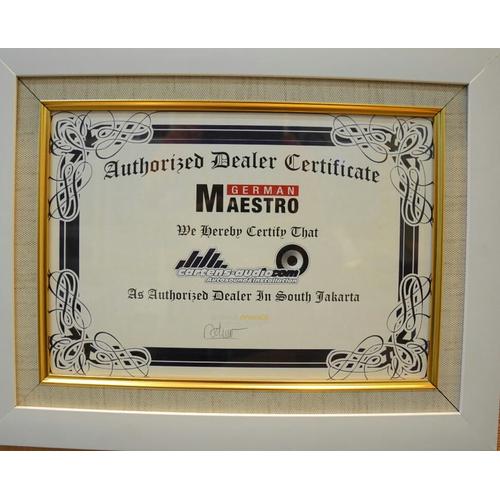 Authorized Dealer Certificate
GERMAN
MAESTRO
We Hereby Certify That
cartens-audio.com
Autosound & Installation
As Authorized Dealer In South Jakarta